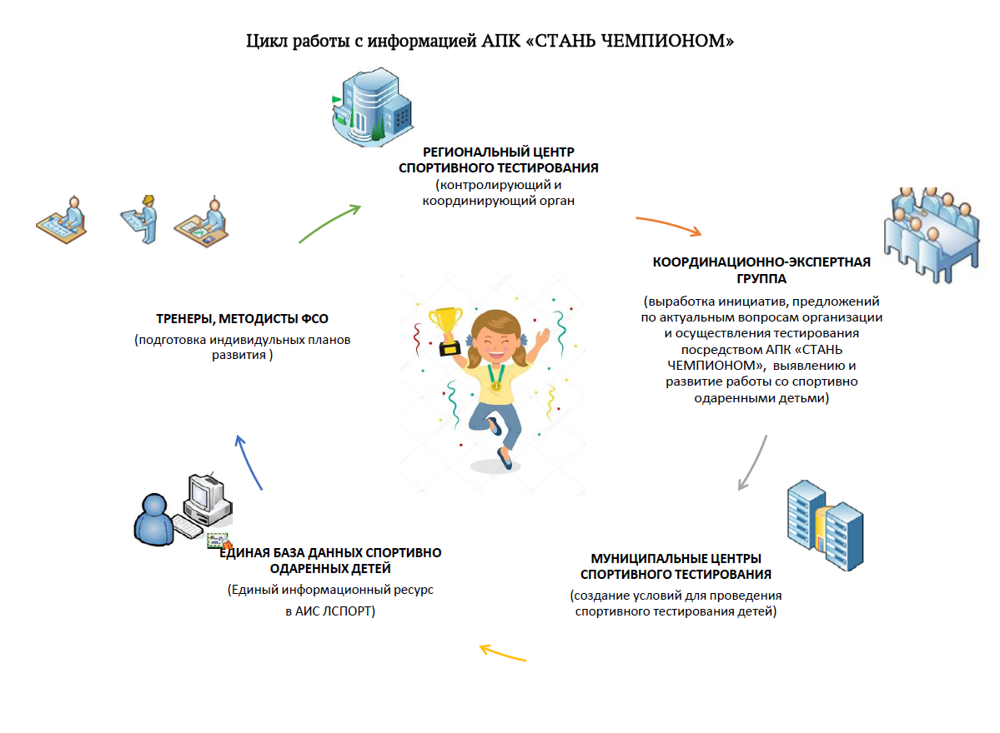 Цикл работы с информацией АПК «СТАНЬ ЧЕМПИОНОМ»
РЕГИОНАЛЬНЫЙ ЦЕНТР
СПОРТИВНОГО ТЕСТИРОВАНИЯ
(контролирующий и
координирующий орган
КООРДИНАЦИОННО-ЭКСПЕРТНАЯ
ГРУППА
(выработка инициатив, предложений
по актуальным вопросам организации
и осуществления тестирования
посредством АПК «СТАНЬ
ЧЕМПИОНОМ», выявлению и
развитие работы со спортивно
одаренными детьми)
МУНИЦИПАЛЬНЫЕ ЦЕНТРЫ
СПОРТИВНОГО ТЕСТИРОВАНИЯ
(создание условий для проведения
спортивного тестирования детей)
ЕДИНАЯ БАЗА ДАННЫХ СПОРТИВНО
ОДАРЕННЫХ ДЕТЕЙ
(Единый информационный ресурс
в АИС ЛСПОРТ)
ТРЕНЕРЫ, МЕТОДИСТЫ ФСО
(подготовка индивидульных планов
развития )